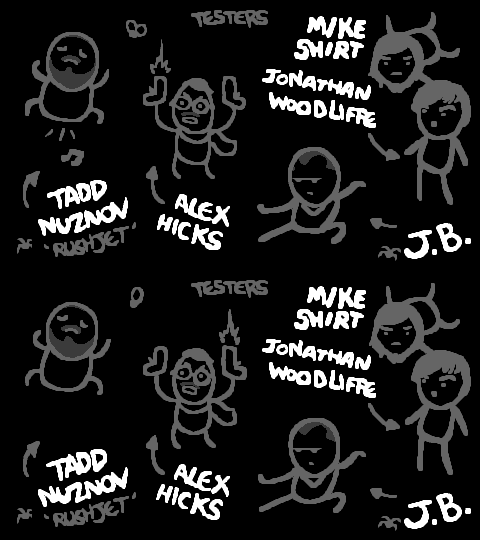 TESTERS
MIKE
SHIRT
JONATHAN
WOODLIFFE
TADD
NUZNOV
'RUSHJET'
ALEX
HICKS
J.B.
TESTERS
MIKE
SHIRT
JONATHAN
WOODLIFFE
TADD
NUZNOV
'RUSHJET'
ALEX
HICKS
J.B.